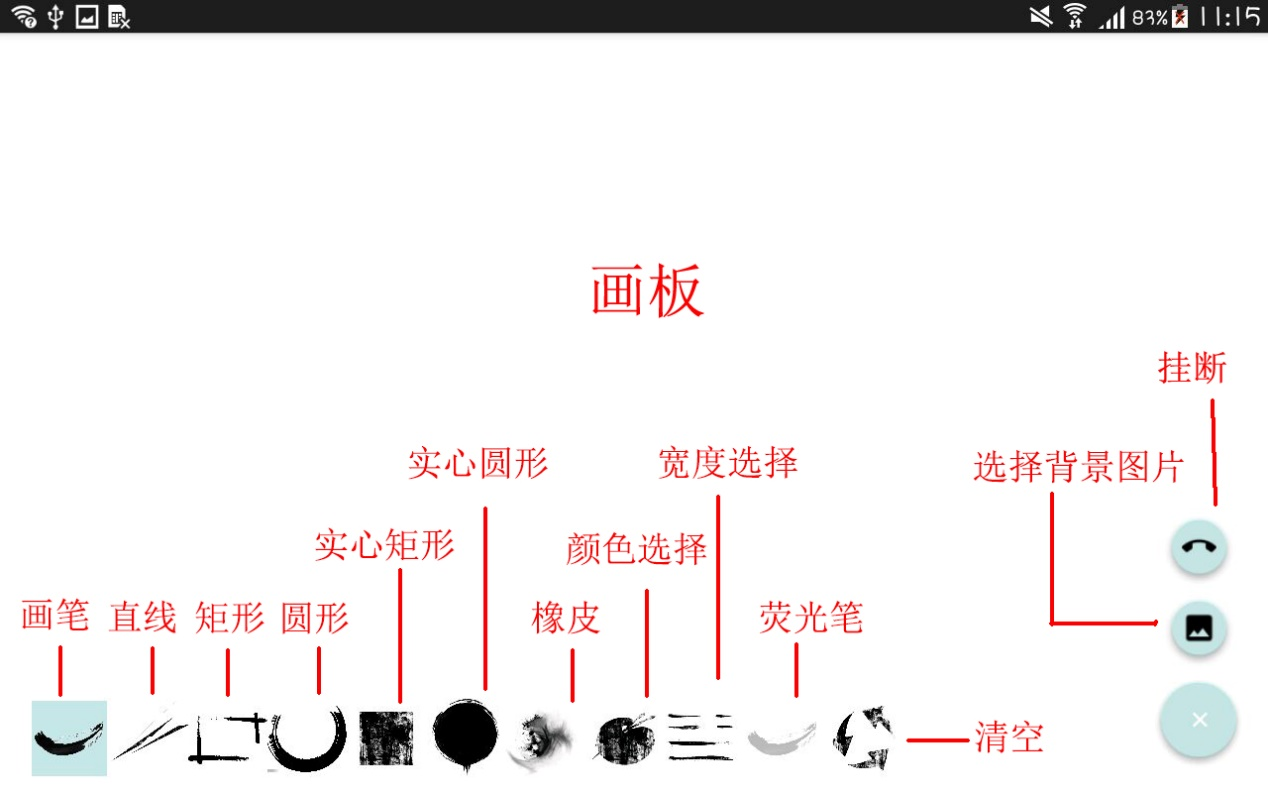 83% 11:15
画板
挂断
实心圆形 宽度选择 选择背景图片
实心矩形 颜色选择
画笔 直线 矩形 圆形 橡皮 荧光笔
清空